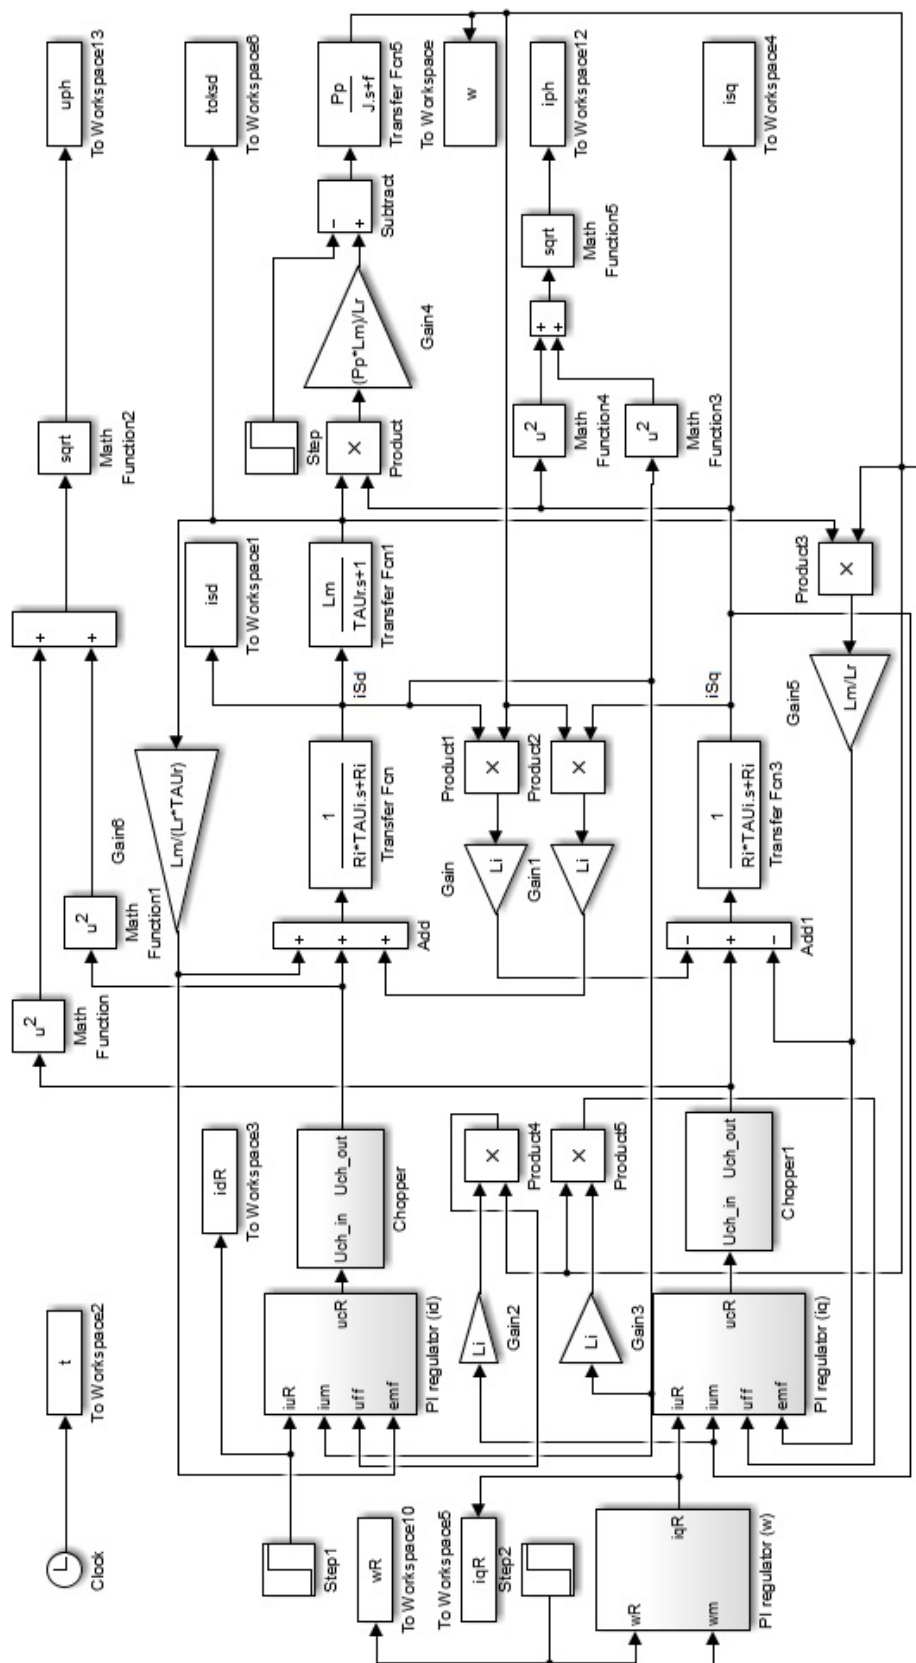 Clock
t
To Workspace2
u²
Math
Function
u²
Math
Function1
+
+
sqrt
Math
Function2
uph
To Workspace13
Gain6
Lm/(Lr*TAUr)
idR
To Workspace3
isd
To Workspace1
toksd
To Workspace6
Step1
iuR
ium
uff
emf
ucR
PI regulator (id)
Uch_in Uch_out
Chopper
+
+
+
Add
1
Ri*TAUi.s+Ri
Transfer Fcn
iSd
Lm
TAUr.s+1
Transfer Fcn1
Step
×
Product
(Pp*Lm)/Lr
Gain4
−
+
Subtract
Pp
J.s+f
Transfer Fcn5
wR
To Workspace10
iqR
To Workspace5
Step2
Li
Gain2
×
Product4
Li
Gain3
×
Product5
Gain
Li
Product1
×
Gain1
Li
Product2
×
w
To Workspace
u²
Math
Function4
u²
Math
Function3
+
+
sqrt
Math
Function5
iph
To Workspace12
wR
wm
iqR
PI regulator (w)
iuR
ium
uff
emf
ucR
PI regulator (iq)
Uch_in Uch_out
Chopper1
−
+
−
Add1
1
Ri*TAUi.s+Ri
Transfer Fcn3
iSq
isq
To Workspace4
Gain5
Lm/Lr
Product3
×